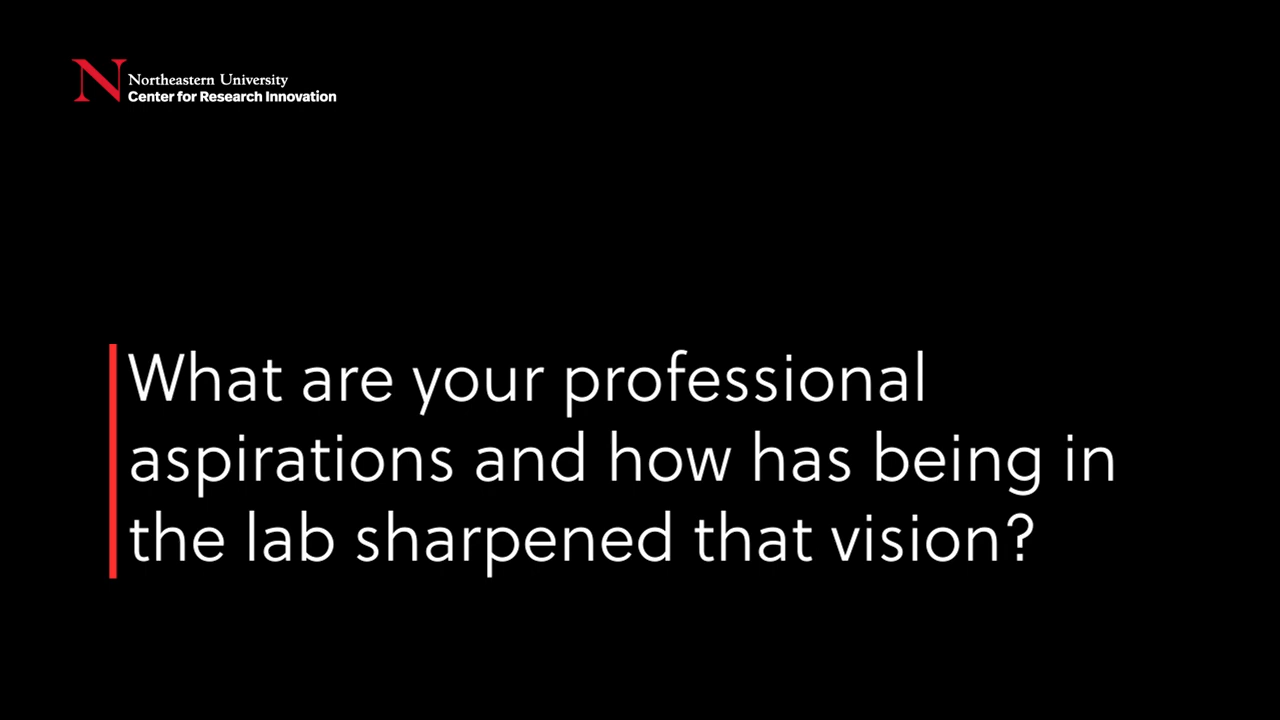 Northeastern University
Center for Research Innovation
What are your professional
aspirations and how has being in
the lab sharpened that vision?